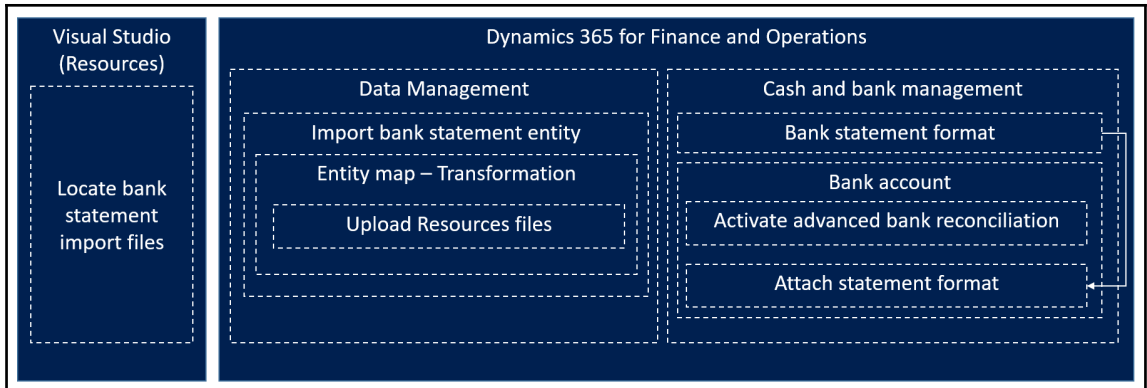 Visual Studio
(Resources)
Locate bank
statement
import files
Dynamics 365 for Finance and Operations
Data Management
Import bank statement entity
Entity map – Transformation
Upload Resources files
Cash and bank management
Bank statement format
Bank account
Activate advanced bank reconciliation
Attach statement format